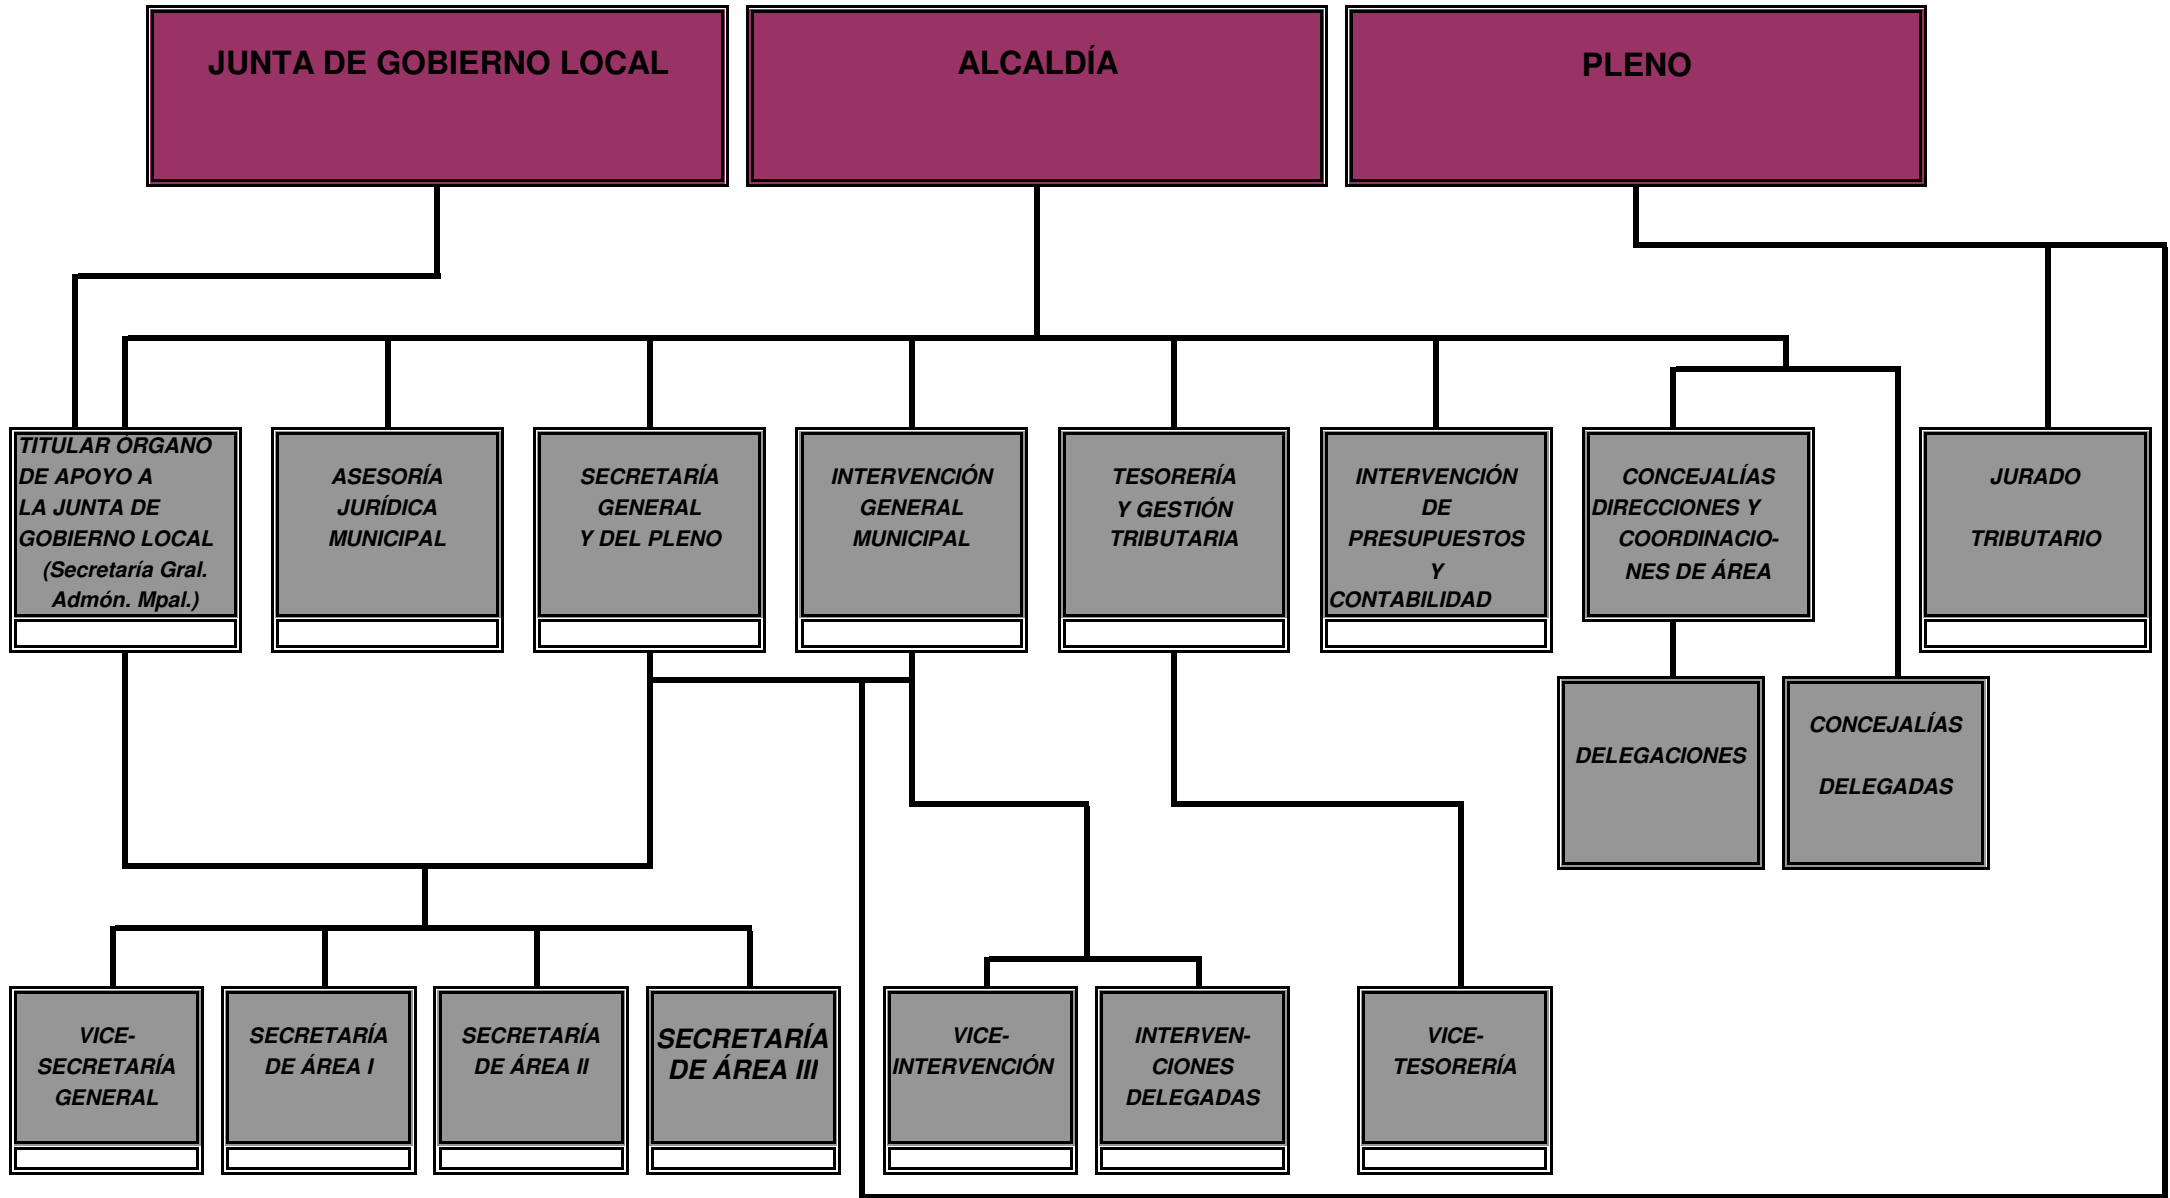 JUNTA DE GOBIERNO LOCAL
ALCALDÍA
PLENO
TITULAR ÓRGANO
DE APOYO A
LA JUNTA DE
GOBIERNO LOCAL
(Secretaría Gral.
Admón. Mpal.)
ASESORÍA
JURÍDICA
MUNICIPAL
SECRETARÍA
GENERAL
Y DEL PLENO
INTERVENCIÓN
GENERAL
MUNICIPAL
TESORERÍA
Y GESTIÓN
TRIBUTARIA
INTERVENCIÓN
DE
PRESUPUESTOS
Y
CONTABILIDAD
CONCEJALÍAS
DIRECCIONES Y
COORDINACIO-
NES DE ÁREA
JURADO
TRIBUTARIO
DELEGACIONES
CONCEJALÍAS
DELEGADAS
VICE-
SECRETARÍA
GENERAL
SECRETARÍA
DE ÁREA I
SECRETARÍA
DE ÁREA II
SECRETARÍA
DE ÁREA III
VICE-
INTERVENCIÓN
INTERVEN-
CIONES
DELEGADAS
VICE-
TESORERÍA